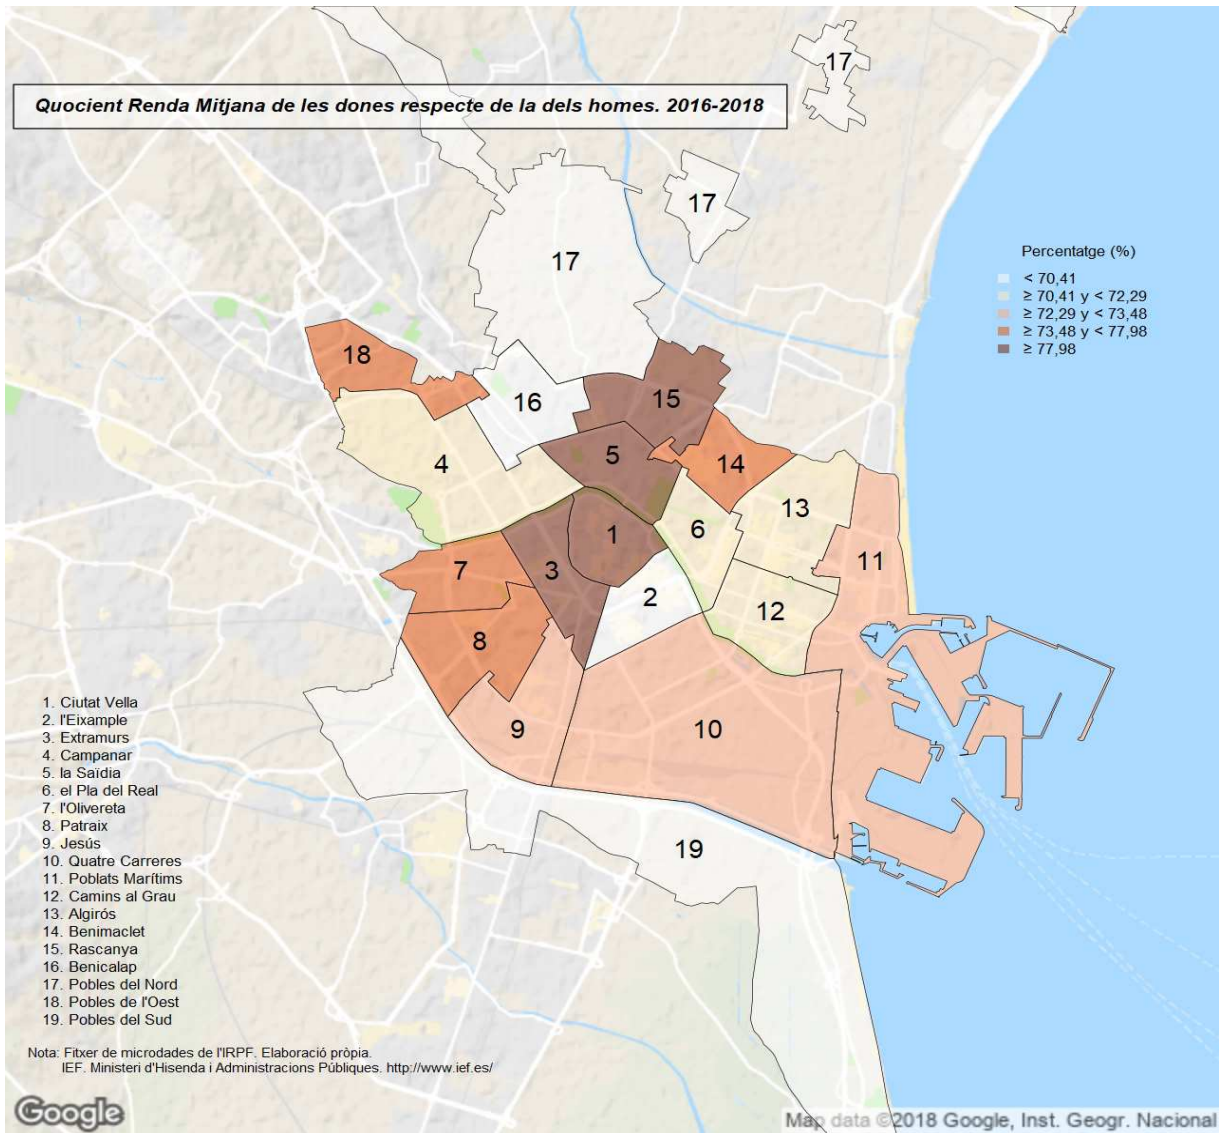 17
Quocient Renda Mitjana de les dones respecte de la dels homes. 2016-2018
17
17
Percentatge (%)
< 70,41
≥ 70,41 y < 72,29
≥ 72,29 y < 73,48
≥ 73,48 y < 77,98
≥ 77,98
18
16
15
5
4
14
13
6
1
11
3
7
2
12
8
9
10
19
1. Ciutat Vella
2. l'Eixample
3. Extramurs
4. Campanar
5. la Saïdia
6. el Pla del Real
7. l'Olivereta
8. Patraix
9. Jesús
10. Quatre Carreres
11. Poblats Marítims
12. Camins al Grau
13. Algirós
14. Benimaclet
15. Rascanya
16. Benicalap
17. Pobles del Nord
18. Pobles de l'Oest
19. Pobles del Sud
Nota: Fitxer de microdades de l'IRPF. Elaboració pròpia.
IEF. Ministeri d'Hisenda i Administracions Públiques. http://www.ief.es/
Google
Map data ©2018 Google, Inst. Geogr. Nacional